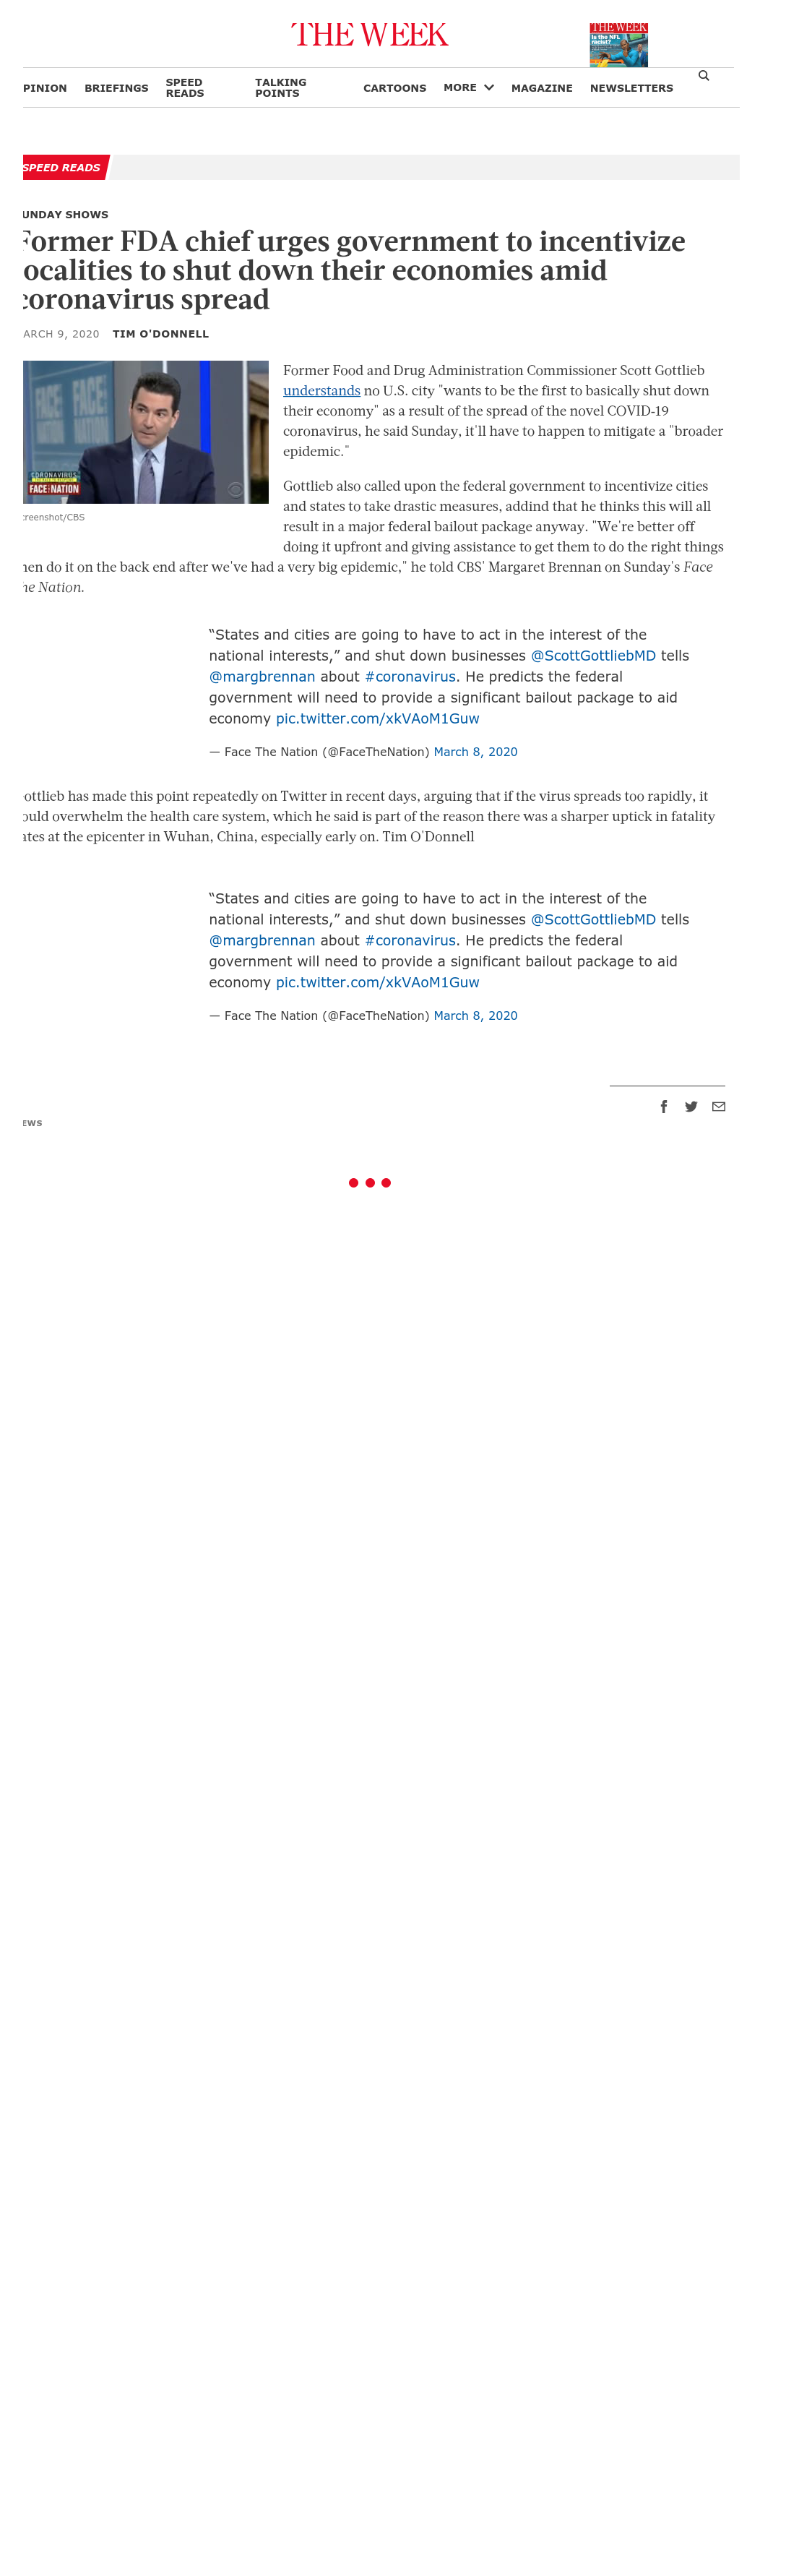 THE WEEK
THE WEEK
Is the NFL
racist?
PINION BRIEFINGS SPEED READS TALKING POINTS CARTOONS MORE MAGAZINE NEWSLETTERS
SPEED READS
UNDAY SHOWS
Former FDA chief urges government to incentivize
ocalities to shut down their economies amid
coronavirus spread
ARCH 9, 2020 TIM O'DONNELL
CORONAVIRUS
FACE THE NATION
creenshot/CBS
Former Food and Drug Administration Commissioner Scott Gottlieb
understands no U.S. city "wants to be the first to basically shut down
their economy" as a result of the spread of the novel COVID-19
coronavirus, he said Sunday, it'll have to happen to mitigate a "broader
epidemic."
Gottlieb also called upon the federal government to incentivize cities
and states to take drastic measures, addind that he thinks this will all
result in a major federal bailout package anyway. "We're better off
doing it upfront and giving assistance to get them to do the right things
hen do it on the back end after we've had a very big epidemic," he told CBS' Margaret Brennan on Sunday's Face
he Nation.
“States and cities are going to have to act in the interest of the
national interests,” and shut down businesses @ScottGottliebMD tells
@margbrennan about #coronavirus. He predicts the federal
government will need to provide a significant bailout package to aid
economy pic.twitter.com/xkVAoM1Guw
— Face The Nation (@FaceTheNation) March 8, 2020
ottlieb has made this point repeatedly on Twitter in recent days, arguing that if the virus spreads too rapidly, it
ould overwhelm the health care system, which he said is part of the reason there was a sharper uptick in fatality
ates at the epicenter in Wuhan, China, especially early on. Tim O'Donnell
“States and cities are going to have to act in the interest of the
national interests,” and shut down businesses @ScottGottliebMD tells
@margbrennan about #coronavirus. He predicts the federal
government will need to provide a significant bailout package to aid
economy pic.twitter.com/xkVAoM1Guw
— Face The Nation (@FaceTheNation) March 8, 2020
EWS